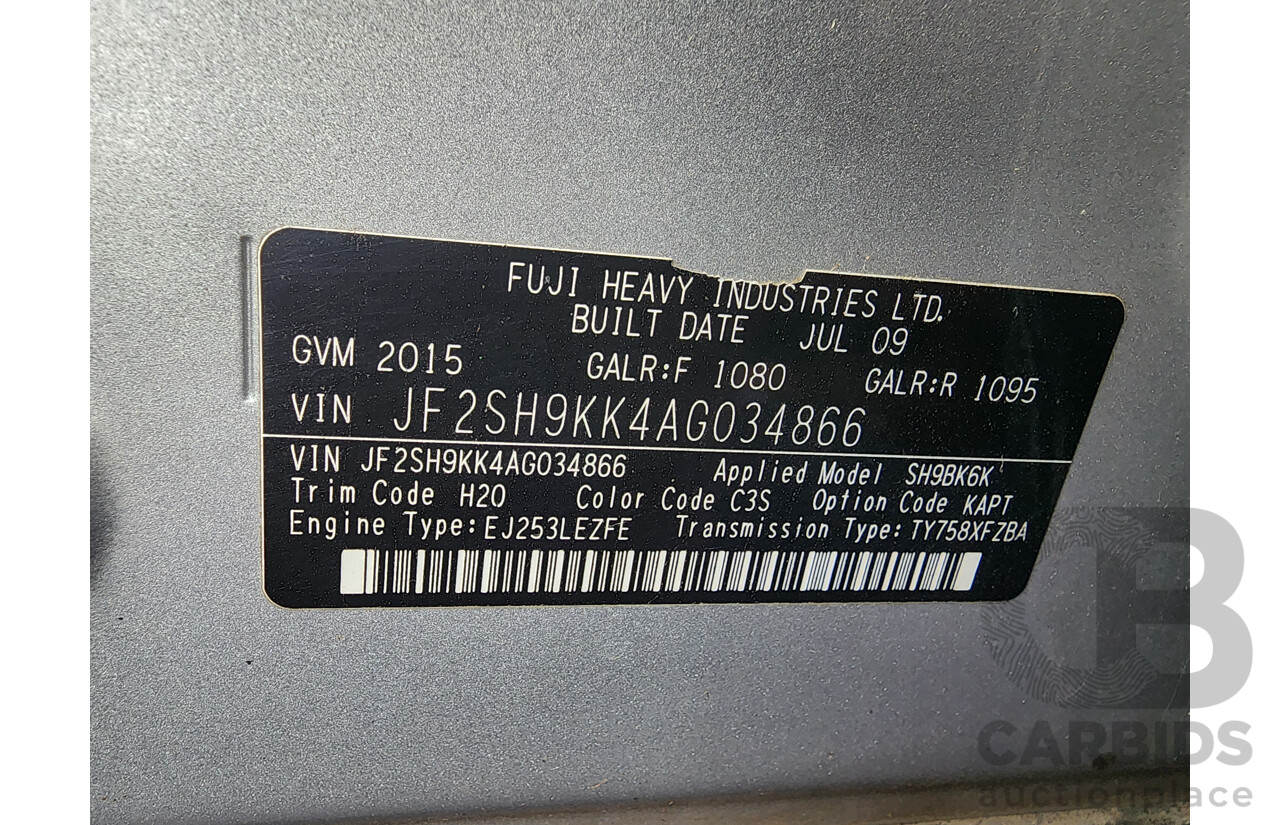 FUJI HEAVY INDUSTRIES LTD.
BUILT DATE JUL 09
GVM 2015 GALR:F 1080 GALR:R 1095
VIN JF2SH9KK4AG034866
VIN JF2SH9KK4AG034866 Applied Model SH9BK6K
Trim Code H20 Color Code C3S Option Code KAPT
Engine Type:EJ253LEZFE Transmission Type:TY758XFZBA
CB
CARBIDS
auctionplace